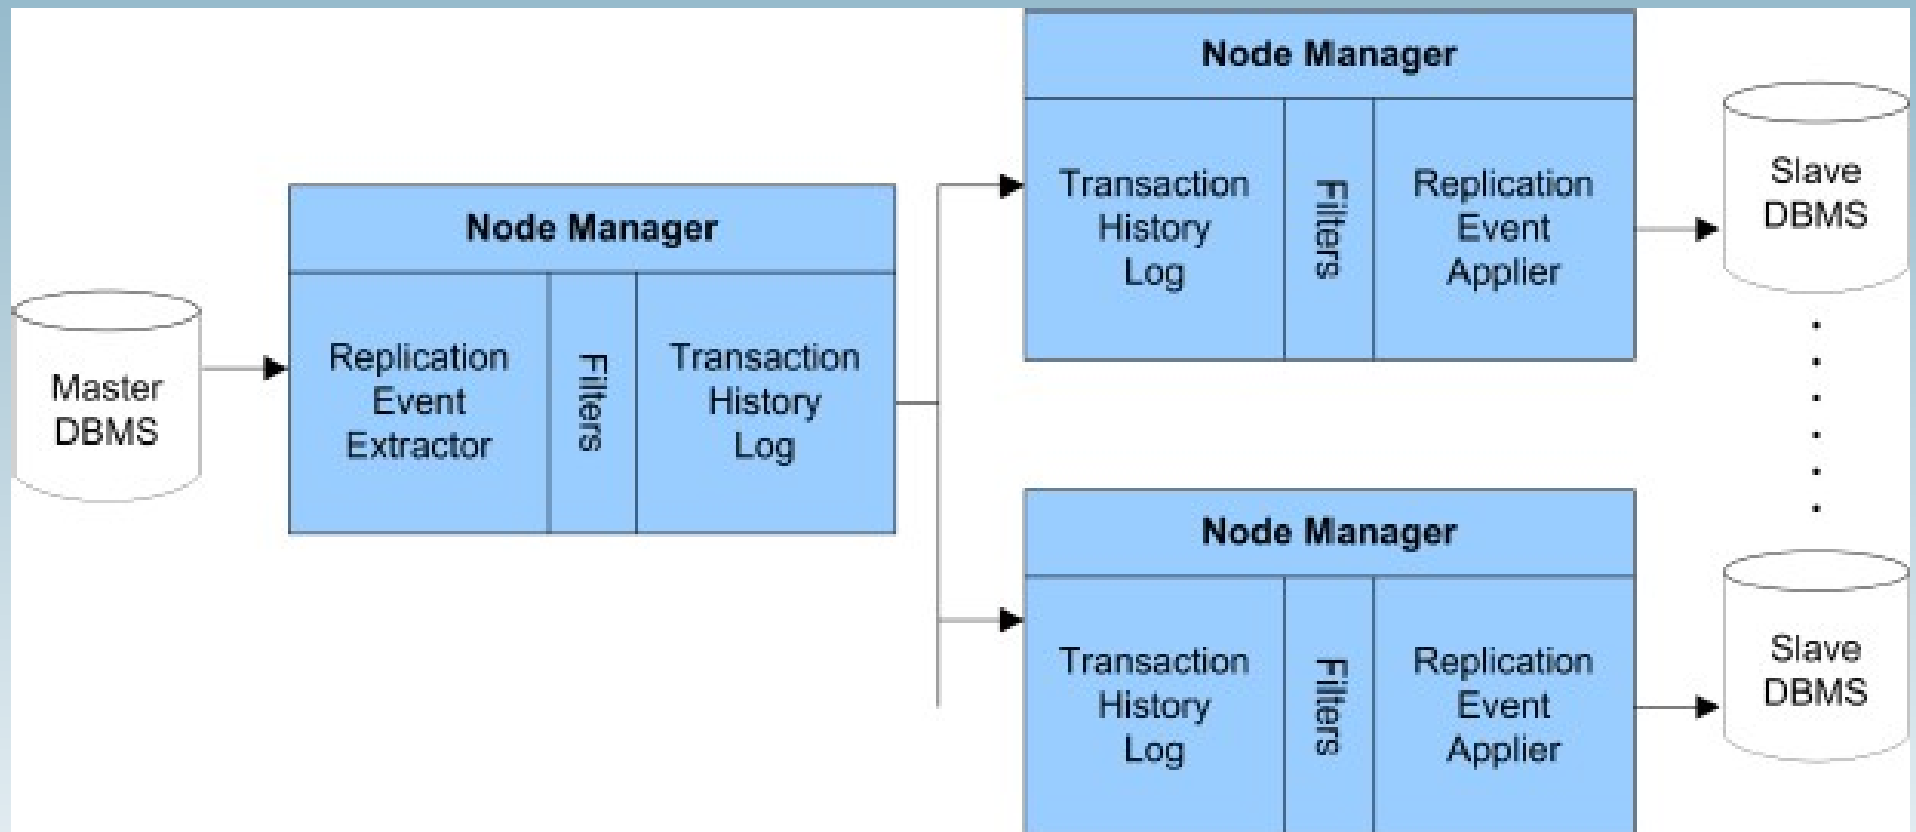 Master
DBMS
Node Manager
Replication
Event
Extractor
Filters
Transaction
History
Log
Node Manager
Transaction
History
Log
Filters
Replication
Event
Applier
Slave
DBMS
Node Manager
Transaction
History
Log
Filters
Replication
Event
Applier
Slave
DBMS